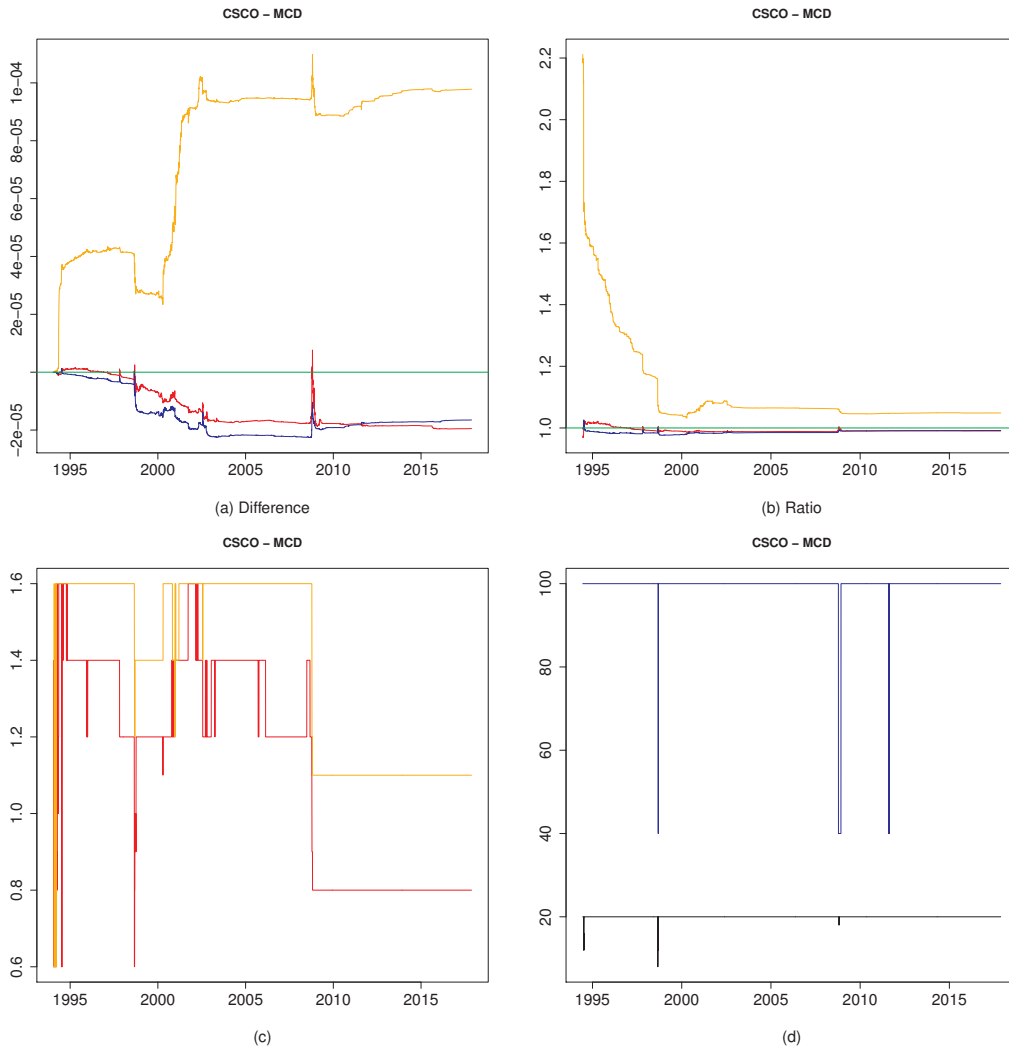 CSCO – MCD
1e−04
8e−05
6e−05
4e−05
2e−05
−2e−05
1995 2000 2005 2010 2015
(a) Difference
CSCO – MCD
2.2
2.0
1.8
1.6
1.4
1.2
1.0
1995 2000 2005 2010 2015
(b) Ratio
CSCO – MCD
1.6
1.4
1.2
1.0
0.8
0.6
1995 2000 2005 2010 2015
(c)
CSCO – MCD
100
80
60
40
20
1995 2000 2005 2010 2015
(d)